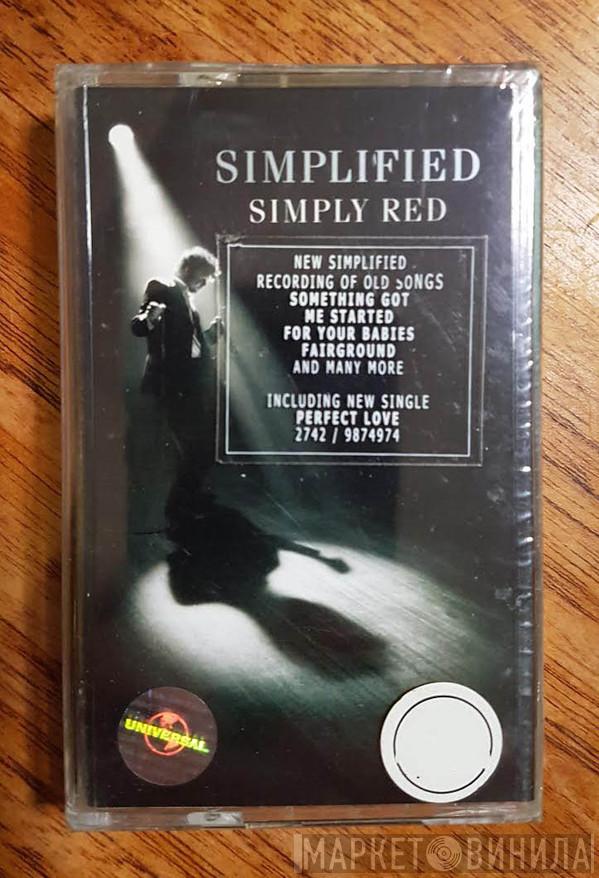 SIMPLIFIED
SIMPLY RED
NEW SIMPLIFIED
RECORDING OF OLD SONGS
SOMETHING GOT
ME STARTED
FOR YOUR BABIES
FAIRGROUND
AND MANY MORE
INCLUDING NEW SINGLE
PERFECT LOVE
2742 / 9874974
UNIVERSAL
МАРКЕТ ВИНИЛА